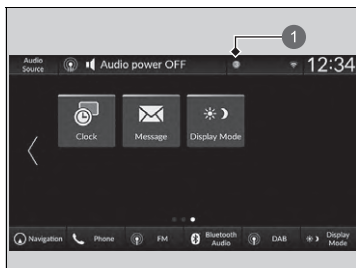 1
Audio Source
Audio power OFF
12:34
Clock
Message
Display Mode
Navigation
Phone
FM
Bluetooth Audio
DAB
Display Mode